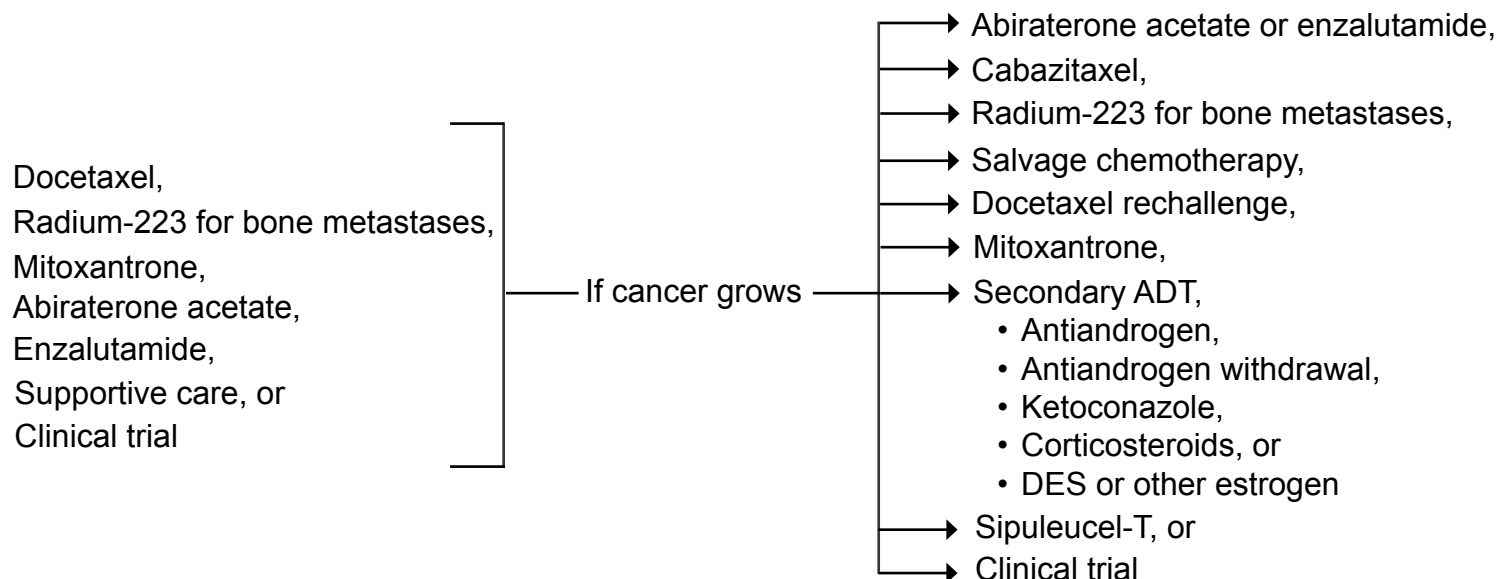 Docetaxel,
Radium-223 for bone metastases,
Mitoxantrone,
Abiraterone acetate,
Enzalutamide,
Supportive care, or
Clinical trial
If cancer grows
Abiraterone acetate or enzalutamide,
Cabazitaxel,
Radium-223 for bone metastases,
Salvage chemotherapy,
Docetaxel rechallenge,
Mitoxantrone,
Secondary ADT,
• Antiandrogen,
• Antiandrogen withdrawal,
• Ketoconazole,
• Corticosteroids, or
• DES or other estrogen
Sipuleucel-T, or
Clinical trial